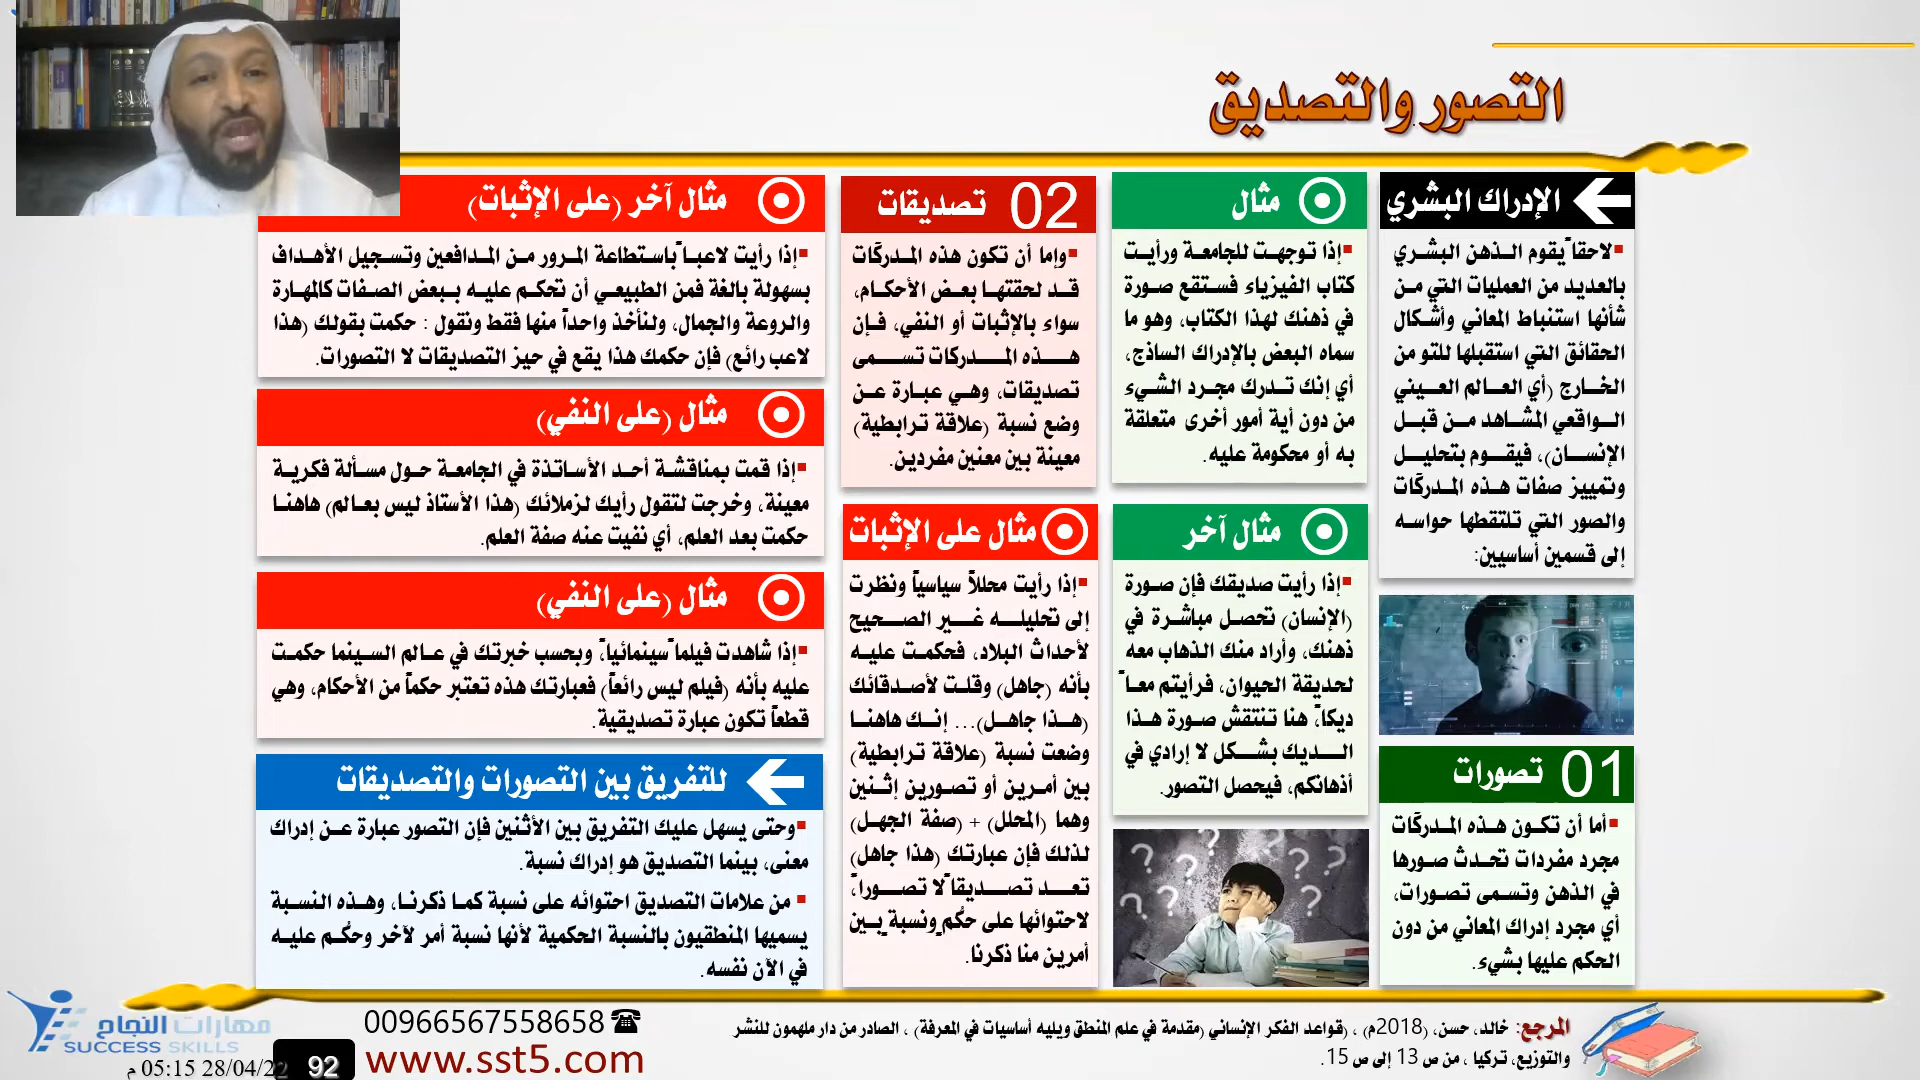 التصور والتصديق
الإدراك البشري
لاحقاً يقوم الذهن البشري
بالعديد من العمليات التي من
شأنها استنباط المعاني وأشكال
الحقائق التي استقبلها للتو من
الخارج (أي العالم العيني
الواقعي المشاهد من قبل
الإنسان)، فيقوم بتحليل
وتمييز صفات هذه المدركات
والصور التي تلتقطها حواسه
إلى قسمين أساسيين:
01 تصورات
أما أن تكون هذه المدركات
مجرد مفردات تحدث صورها
في الذهن وتسمى تصورات،
أي مجرد إدراك المعاني من دون
الحكم عليها بشيء.
مثال
إذا توجهت للجامعة ورأيت
كتاب الفيزياء فستقع صورة
في ذهنك لهذا الكتاب، وهو ما
سماه البعض بالإدراك الساذج،
أي إنك تدرك مجرد الشيء
من دون أية أمور أخرى متعلقة
به أو محكومة عليه.
مثال آخر
إذا رأيت صديقك فإن صورة
(الإنسان) تحصل مباشرة في
ذهنك، وأراد منك الذهاب معه
لحديقة الحيوان، فرأيتم معاً
ديكاً، هنا تنتقش صورة هذا
الديك بشكل لا إرادي في
أذهانكم، فيحصل التصور.
02 تصديقات
وإما أن تكون هذه المدركات
قد لحقتها بعض الأحكام،
سواء بالإثبات أو النفي، فإن
هذه المدركات تسمى
تصديقات، وهي عبارة عن
وضع نسبة (علاقة ترابطية)
معينة بين معنين مفردين.
مثال على الإثبات
إذا رأيت محللاً سياسياً ونظرت
إلى تحليله غير الصحيح
لأحداث البلاد، فحكمت عليه
بأنه (جاهل) وقلت لأصدقائك
(هذا جاهل)... إنك هاهنا
وضعت نسبة (علاقة ترابطية)
بين أمرين أو تصورين إثنين
وهما (المحلل) + (صفة الجهل)
لذلك فإن عبارتك (هذا جاهل)
تعد تصديقاً لا تصوراً،
لاحتوائها على حكم ونسبة بين
أمرين منا ذكرنا.
مثال آخر (على الإثبات)
إذا رأيت لاعباً باستطاعة المرور من المدافعين وتسجيل الأهداف
بسهولة بالغة فمن الطبيعي أن تحكم عليه ببعض الصفات كالمهارة
والروعة والجمال، ولنأخذ واحداً منها فقط ونقول : حكمت بقولك (هذا
لاعب رائع) فإن حكمك هذا يقع في حيز التصديقات لا التصورات.
مثال (على النفي)
إذا قمت بمناقشة أحد الأساتذة في الجامعة حول مسألة فكرية
معينة، وخرجت لتقول رأيك لزملائك (هذا الأستاذ ليس بعالم) هاهنا
حكمت بعد العلم، أي نفيت عنه صفة العلم.
مثال (على النفي)
إذا شاهدت فيلماً سينمائياً، وبحسب خبرتك في عالم السينما حكمت
عليه بأنه (فيلم ليس رائعاً) فعبارتك هذه تعتبر حكماً من الأحكام، وهي
قطعاً تكون عبارة تصديقية.
للتفريق بين التصورات والتصديقات
وحتى يسهل عليك التفريق بين الأثنين فإن التصور عبارة عن إدراك
معنى، بينما التصديق هو إدراك نسبة.
من علامات التصديق احتوائه على نسبة كما ذكرنا، وهذه النسبة
يسميها المنطقيون بالنسبة الحكمية لأنها نسبة أمر لآخر وحُكم عليه
في الآن نفسه.
المرجع: خالد، حسن، (2018م) ، (قواعد الفكر الإنساني (مقدمة في علم المنطق ويليه أساسيات في المعرفة) ، الصادر من دار ملهمون للنشر
والتوزيع، تركيا ، من ص 13 إلى ص 15.
00966567558658
www.sst5.com
92
مهارات النجاح
SUCCESS SKILLS
28/04/22 05:15 م